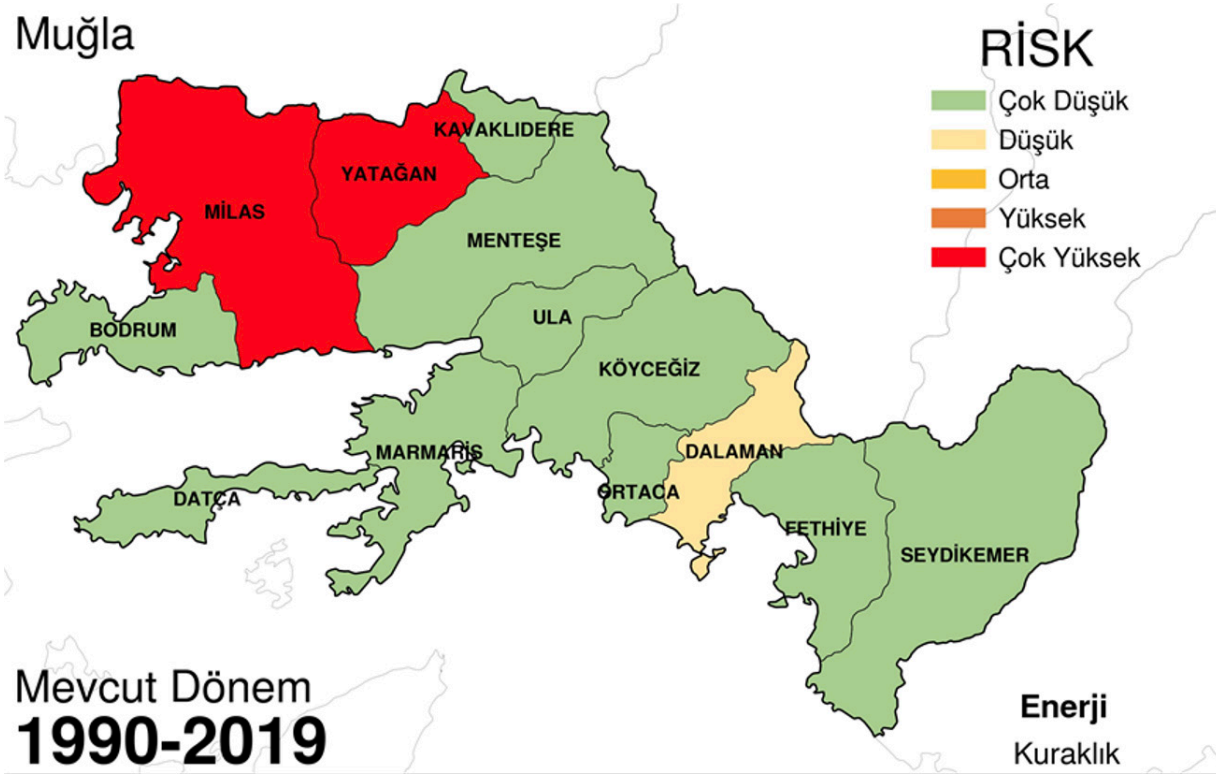 Muğla
RİSK
Çok Düşük
Düşük
Orta
Yüksek
Çok Yüksek
KAVAKLIDERE
YATAĞAN
MİLAS
MENTEŞE
ULA
BODRUM
KÖYCEĞİZ
MARMARİS
DALAMAN
DATÇA
ORTACA
FETHİYE
SEYDİKEMER
Mevcut Dönem
1990-2019
Enerji
Kuraklık